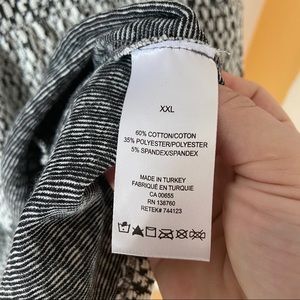 XXL
60% COTTON/COTTON
35% POLYESTER/POLYESTER
5% SPANDEX/SPANDEX
MADE IN TURKEY
FABRIQUÉ EN TURQUIE
CA 00655
RN 138760
RETEK# 744123